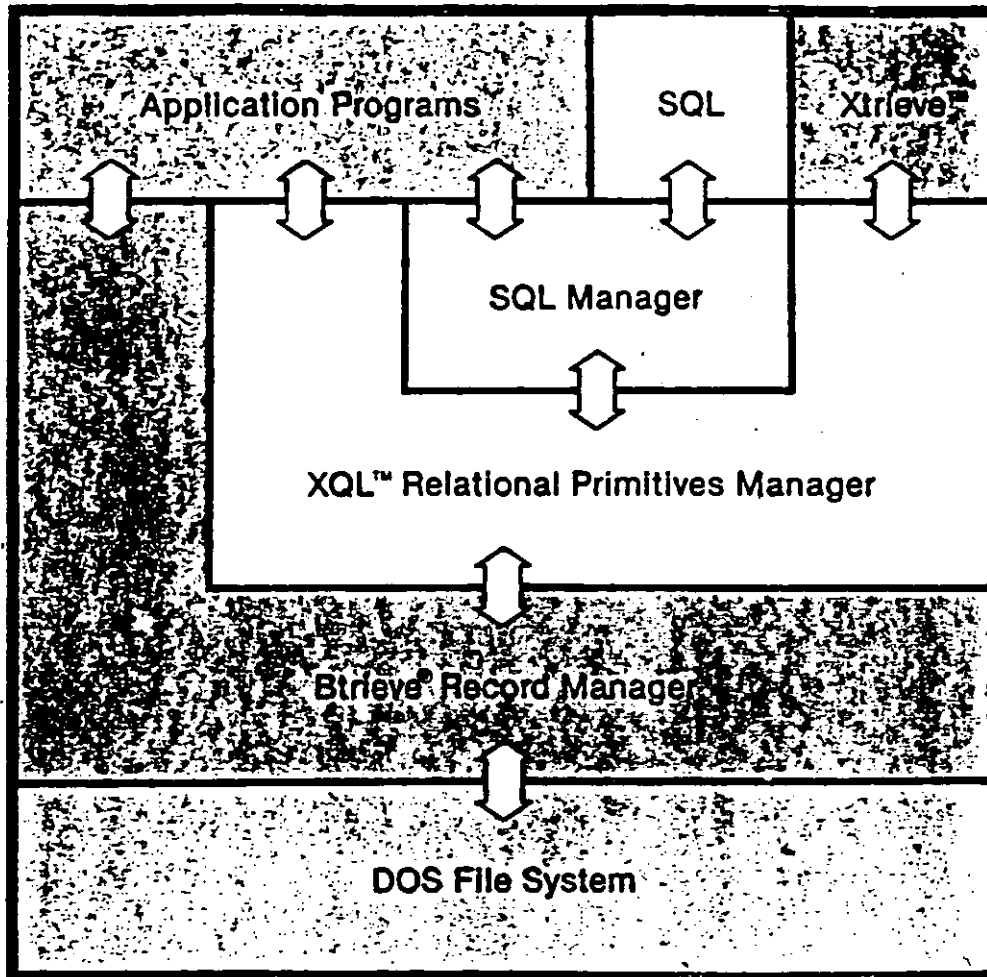 Application Programs
SQL
Xtrieve™
SQL Manager
XQL™ Relational Primitives Manager
Btrieve® Record Manager
DOS File System